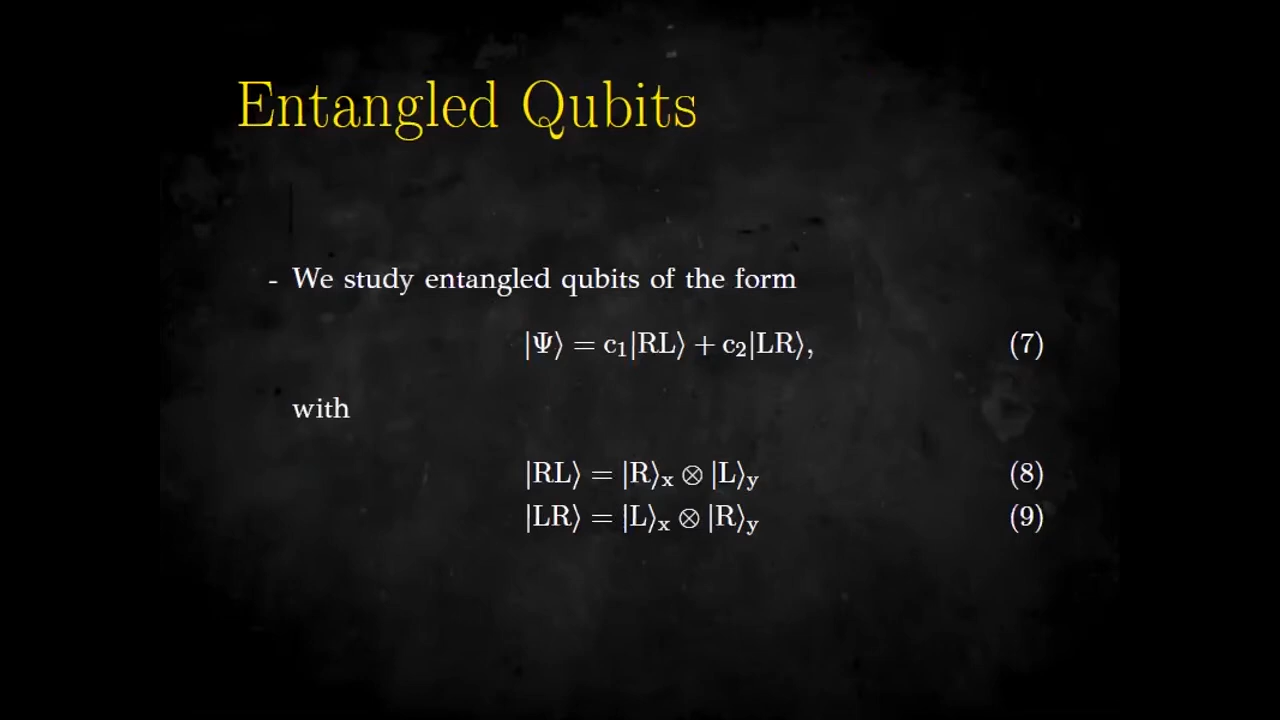 Entangled Qubits
- We study entangled qubits of the form
|Ψ⟩ = c₁|RL⟩ + c₂|LR⟩, (7)
with
|RL⟩ = |R⟩ₓ ⊗ |L⟩y (8)
|LR⟩ = |L⟩ₓ ⊗ |R⟩y (9)